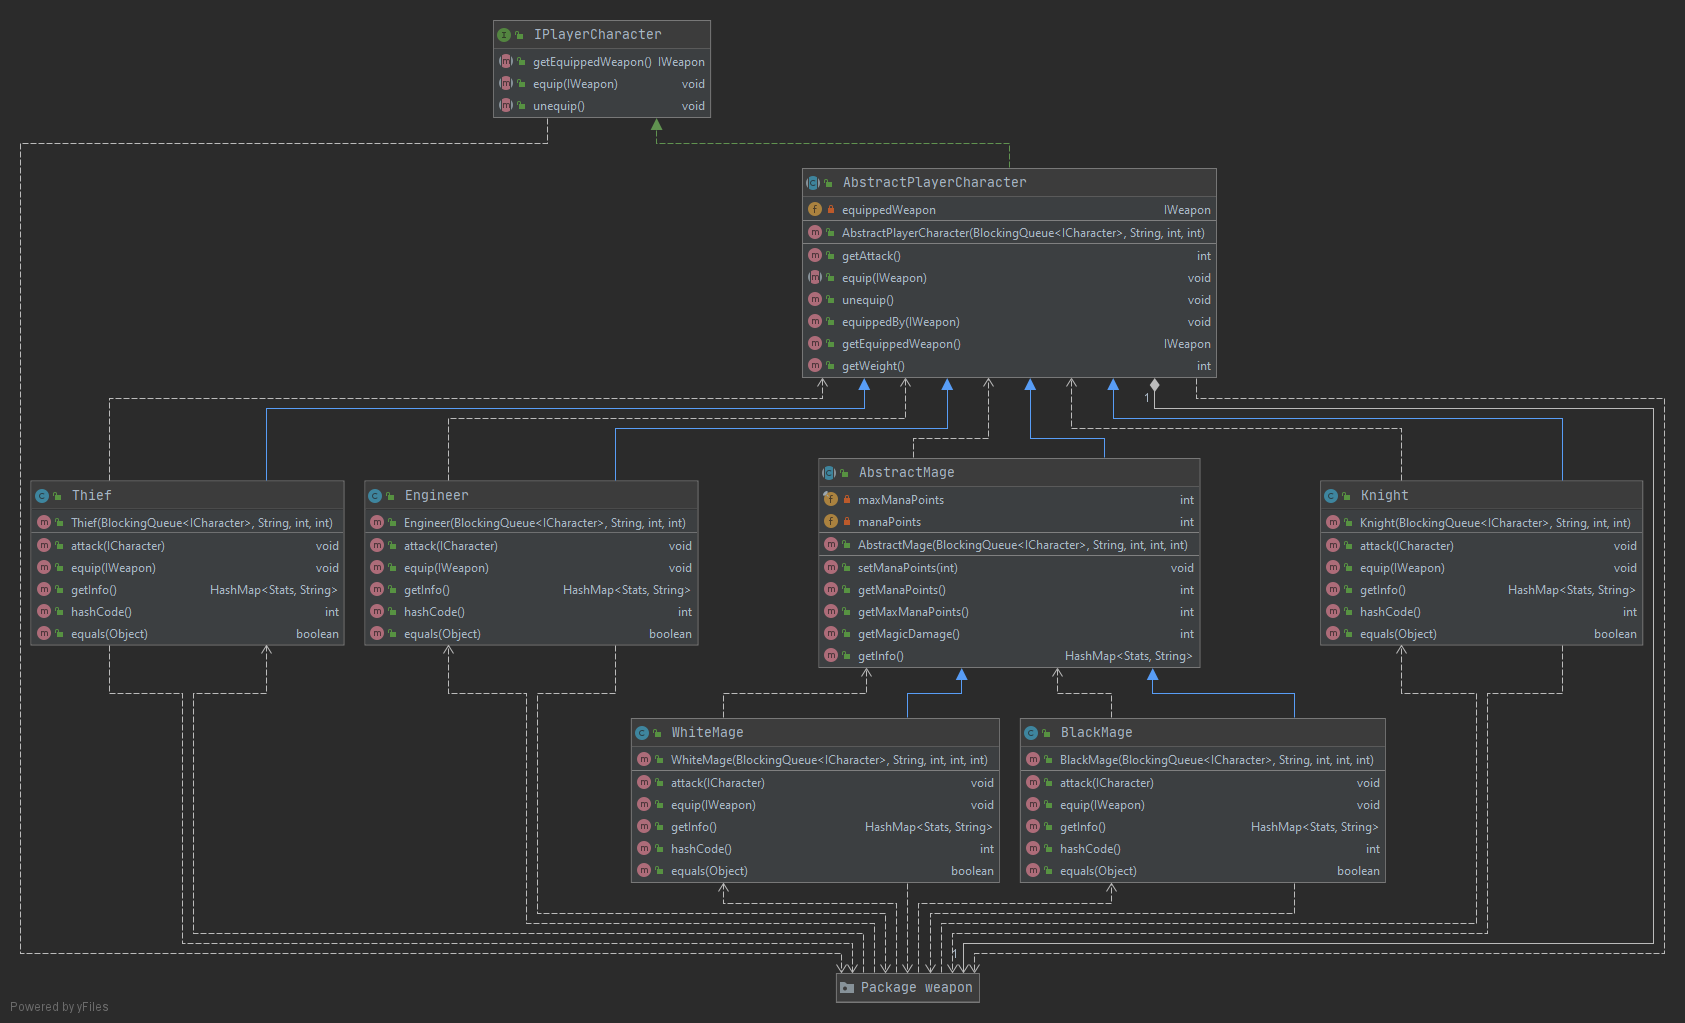 IPlayerCharacter
getEquippedWeapon() IWeapon
equip(IWeapon) void
unequip() void
AbstractPlayerCharacter
equippedWeapon IWeapon
AbstractPlayerCharacter(BlockingQueue<ICharacter>, String, int, int)
getAttack() int
equip(IWeapon) void
unequip() void
equippedBy(IWeapon) void
getEquippedWeapon() IWeapon
getWeight() int
1
Thief
Thief(BlockingQueue<ICharacter>, String, int, int)
attack(ICharacter) void
equip(IWeapon) void
getInfo() HashMap<Stats, String>
hashCode() int
equals(Object) boolean
Engineer
Engineer(BlockingQueue<ICharacter>, String, int, int)
attack(ICharacter) void
equip(IWeapon) void
getInfo() HashMap<Stats, String>
hashCode() int
equals(Object) boolean
AbstractMage
maxManaPoints int
manaPoints int
AbstractMage(BlockingQueue<ICharacter>, String, int, int, int)
setManaPoints(int) void
getManaPoints() int
getMaxManaPoints() int
getMagicDamage() int
getInfo() HashMap<Stats, String>
Knight
Knight(BlockingQueue<ICharacter>, String, int, int)
attack(ICharacter) void
equip(IWeapon) void
getInfo() HashMap<Stats, String>
hashCode() int
equals(Object) boolean
WhiteMage
WhiteMage(BlockingQueue<ICharacter>, String, int, int, int)
attack(ICharacter) void
equip(IWeapon) void
getInfo() HashMap<Stats, String>
hashCode() int
equals(Object) boolean
BlackMage
BlackMage(BlockingQueue<ICharacter>, String, int, int, int)
attack(ICharacter) void
equip(IWeapon) void
getInfo() HashMap<Stats, String>
hashCode() int
equals(Object) boolean
1
Package weapon
Powered by yFiles